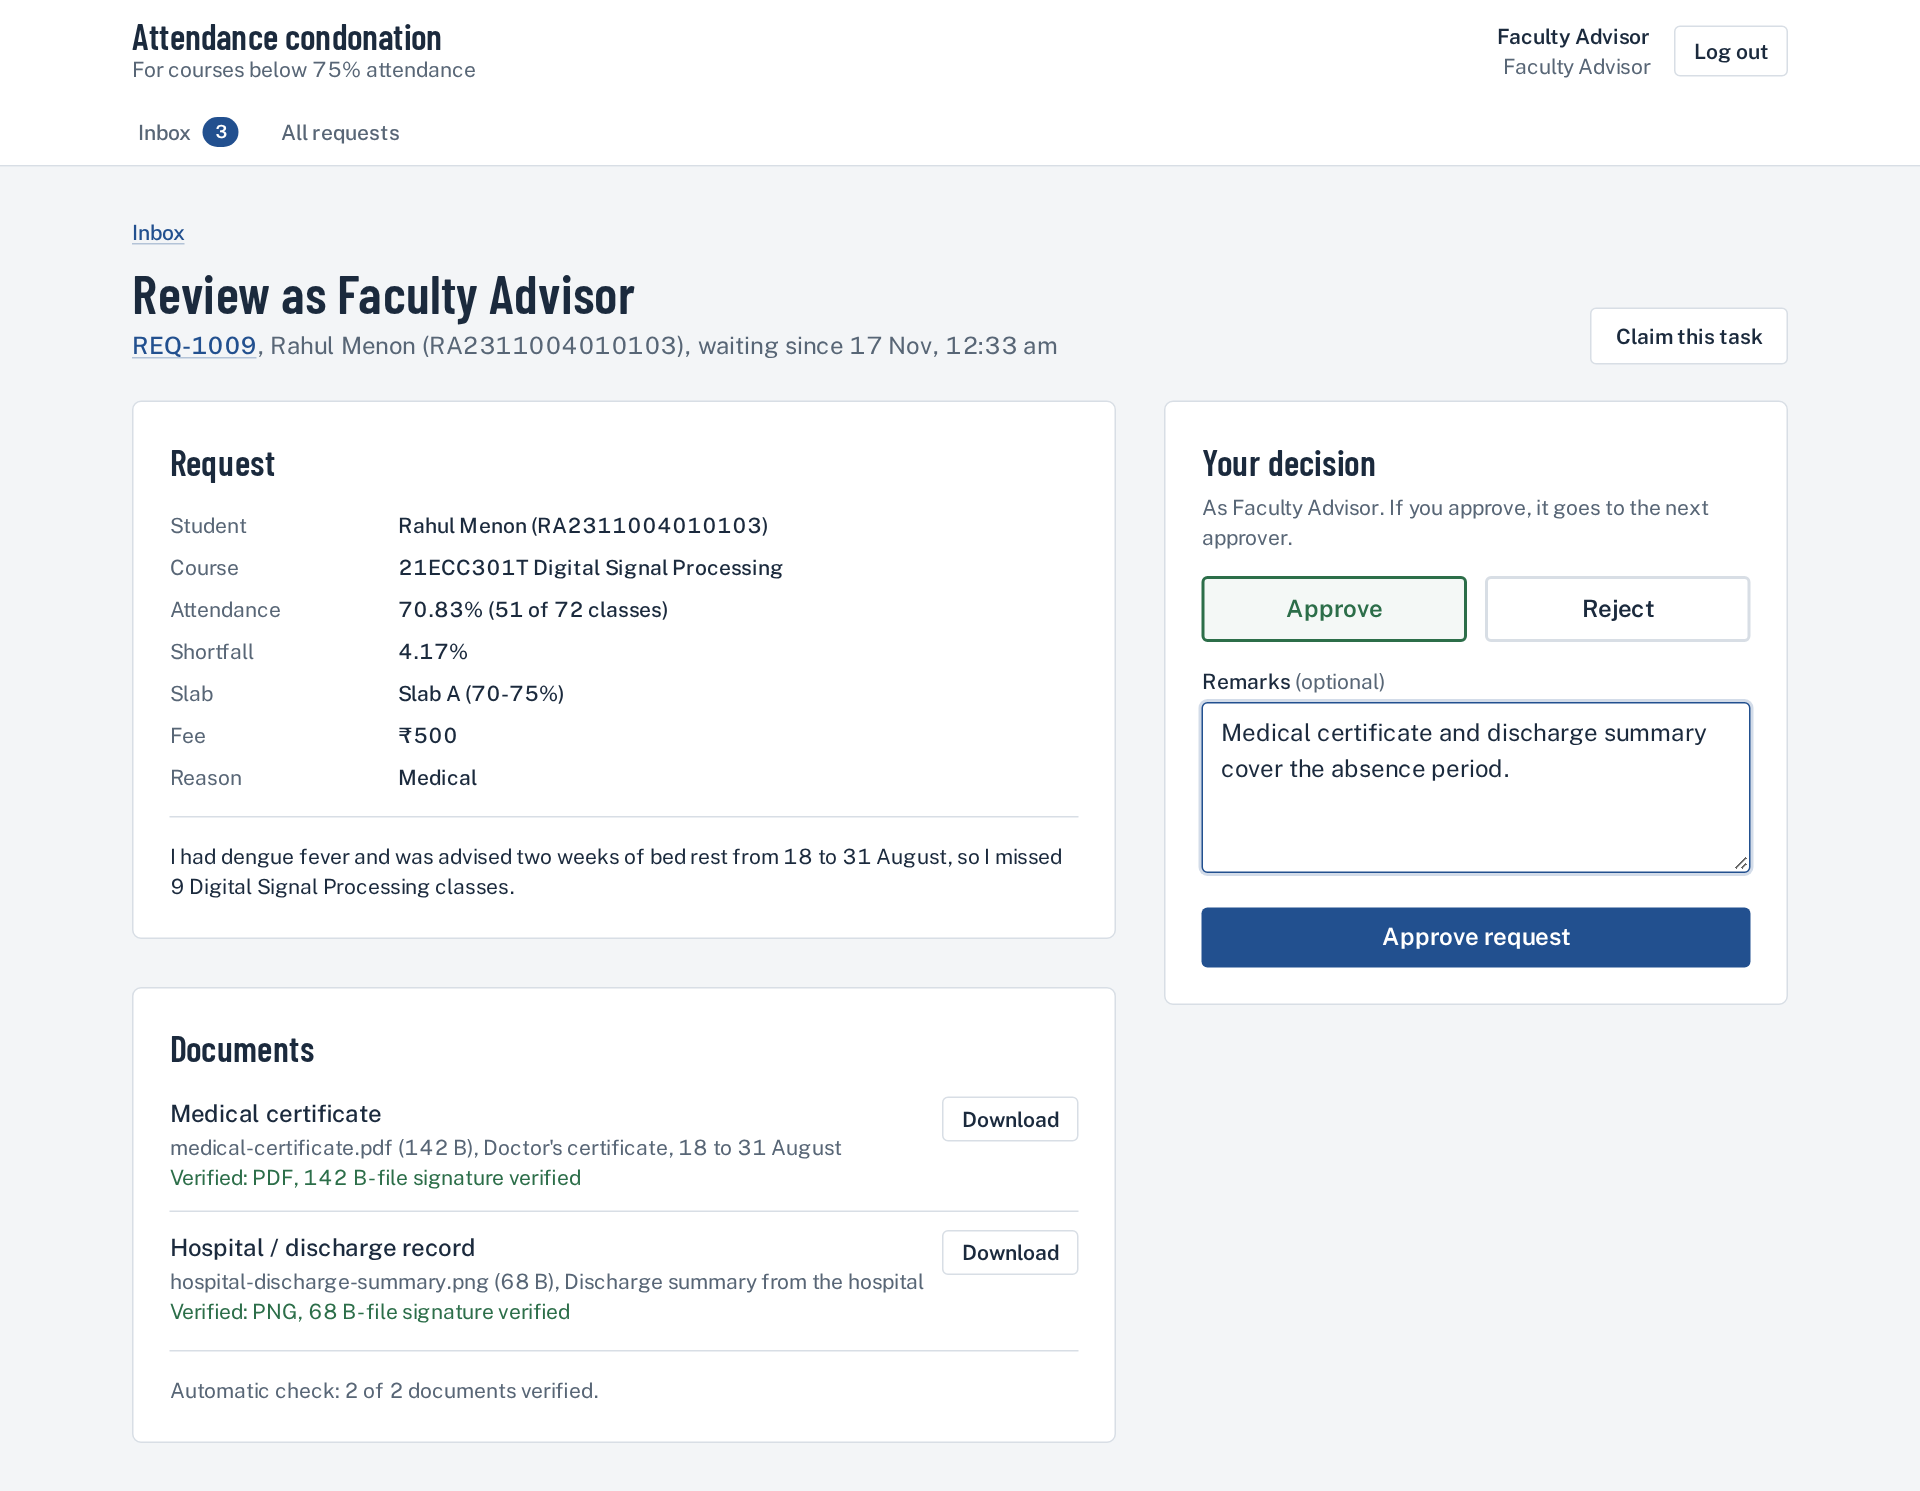 Attendance condonation
For courses below 75% attendance
Faculty Advisor
Faculty Advisor
Log out
Inbox 3
All requests
Inbox
Review as Faculty Advisor
REQ-1009, Rahul Menon (RA2311004010103), waiting since 17 Nov, 12:33 am
Claim this task
Request
Student Rahul Menon (RA2311004010103)
Course 21ECC301T Digital Signal Processing
Attendance 70.83% (51 of 72 classes)
Shortfall 4.17%
Slab Slab A (70-75%)
Fee ₹500
Reason Medical
I had dengue fever and was advised two weeks of bed rest from 18 to 31 August, so I missed
9 Digital Signal Processing classes.
Your decision
As Faculty Advisor. If you approve, it goes to the next
approver.
Approve
Reject
Remarks (optional)
Medical certificate and discharge summary
cover the absence period.
Approve request
Documents
Medical certificate
Download
medical-certificate.pdf (142 B), Doctor's certificate, 18 to 31 August
Verified: PDF, 142 B - file signature verified
Hospital / discharge record
Download
hospital-discharge-summary.png (68 B), Discharge summary from the hospital
Verified: PNG, 68 B - file signature verified
Automatic check: 2 of 2 documents verified.